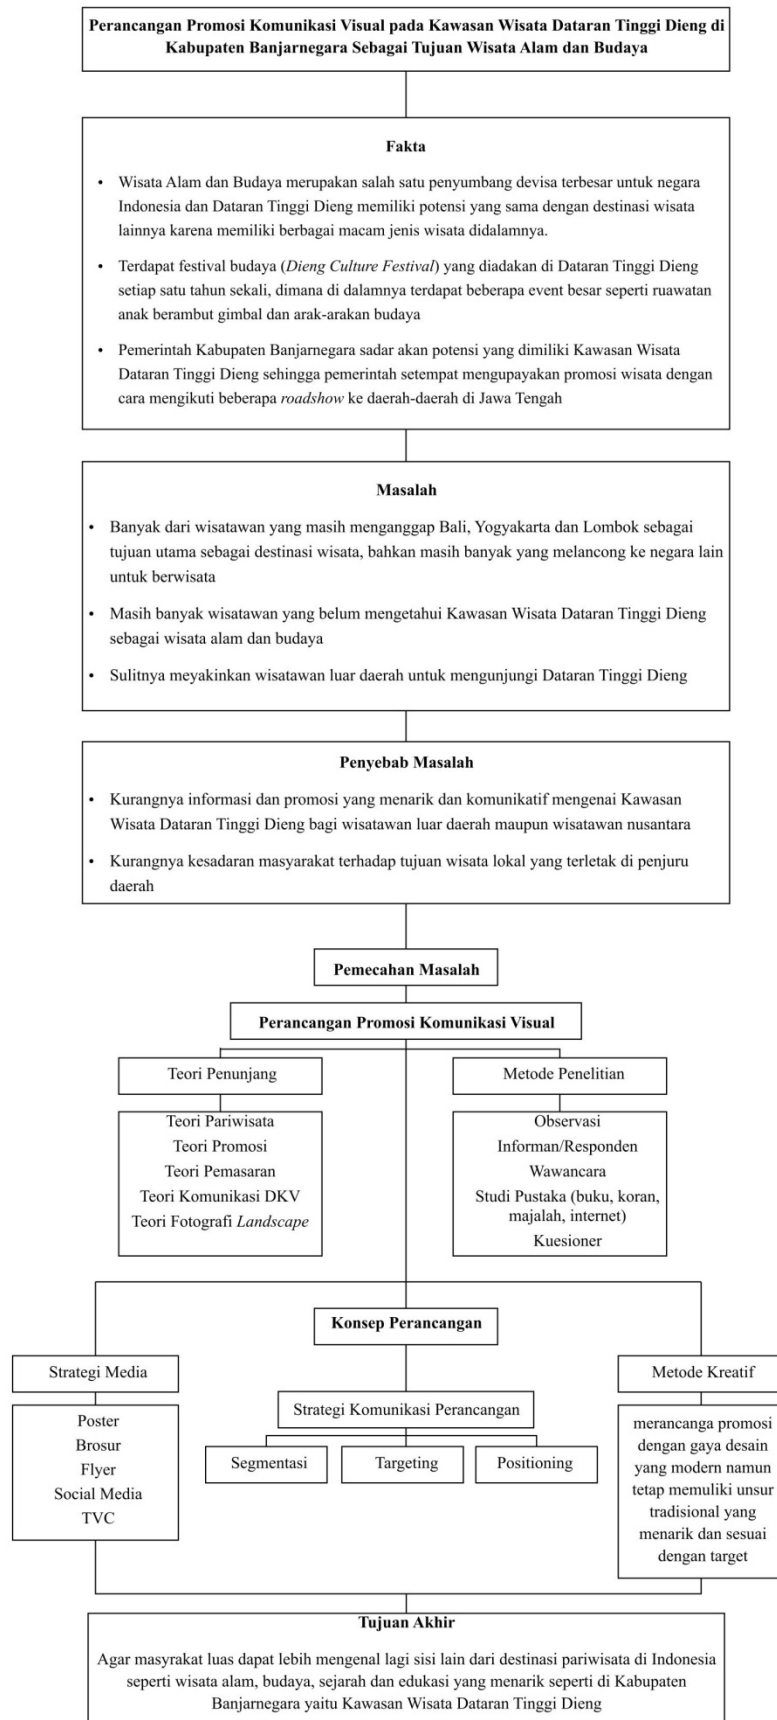 Perancangan Promosi Komunikasi Visual pada Kawasan Wisata Dataran Tinggi Dieng di
Kabupaten Banjarnegara Sebagai Tujuan Wisata Alam dan Budaya
Fakta
• Wisata Alam dan Budaya merupakan salah satu penyumbang devisa terbesar untuk negara
Indonesia dan Dataran Tinggi Dieng memiliki potensi yang sama dengan destinasi wisata
lainnya karena memiliki berbagai macam jenis wisata didalamnya.
• Terdapat festival budaya (Dieng Culture Festival) yang diadakan di Dataran Tinggi Dieng
setiap satu tahun sekali, dimana di dalamnya terdapat beberapa event besar seperti ruawatan
anak berambut gimbal dan arak-arakan budaya
• Pemerintah Kabupaten Banjarnegara sadar akan potensi yang dimiliki Kawasan Wisata
Dataran Tinggi Dieng sehingga pemerintah setempat mengupayakan promosi wisata dengan
cara mengikuti beberapa roadshow ke daerah-daerah di Jawa Tengah
Masalah
• Banyak dari wisatawan yang masih menganggap Bali, Yogyakarta dan Lombok sebagai
tujuan utama sebagai destinasi wisata, bahkan masih banyak yang melancong ke negara lain
untuk berwisata
• Masih banyak wisatawan yang belum mengetahui Kawasan Wisata Dataran Tinggi Dieng
sebagai wisata alam dan budaya
• Sulitnya meyakinkan wisatawan luar daerah untuk mengunjungi Dataran Tinggi Dieng
Penyebab Masalah
• Kurangnya informasi dan promosi yang menarik dan komunikatif mengenai Kawasan
Wisata Dataran Tinggi Dieng bagi wisatawan luar daerah maupun wisatawan nusantara
• Kurangnya kesadaran masyarakat terhadap tujuan wisata lokal yang terletak di penjuru
daerah
Pemecahan Masalah
Perancangan Promosi Komunikasi Visual
Teori Penunjang
Teori Pariwisata
Teori Promosi
Teori Pemasaran
Teori Komunikasi DKV
Teori Fotografi Landscape
Metode Penelitian
Observasi
Informan/Responden
Wawancara
Studi Pustaka (buku, koran,
majalah, internet)
Kuesioner
Konsep Perancangan
Strategi Media
Poster
Brosur
Flyer
Social Media
TVC
Strategi Komunikasi Perancangan
Segmentasi
Targeting
Positioning
Metode Kreatif
merancanga promosi
dengan gaya desain
yang modern namun
tetap memuliki unsur
tradisional yang
menarik dan sesuai
dengan target
Tujuan Akhir
Agar masyrakat luas dapat lebih mengenal lagi sisi lain dari destinasi pariwisata di Indonesia
seperti wisata alam, budaya, sejarah dan edukasi yang menarik seperti di Kabupaten
Banjarnegara yaitu Kawasan Wisata Dataran Tinggi Dieng